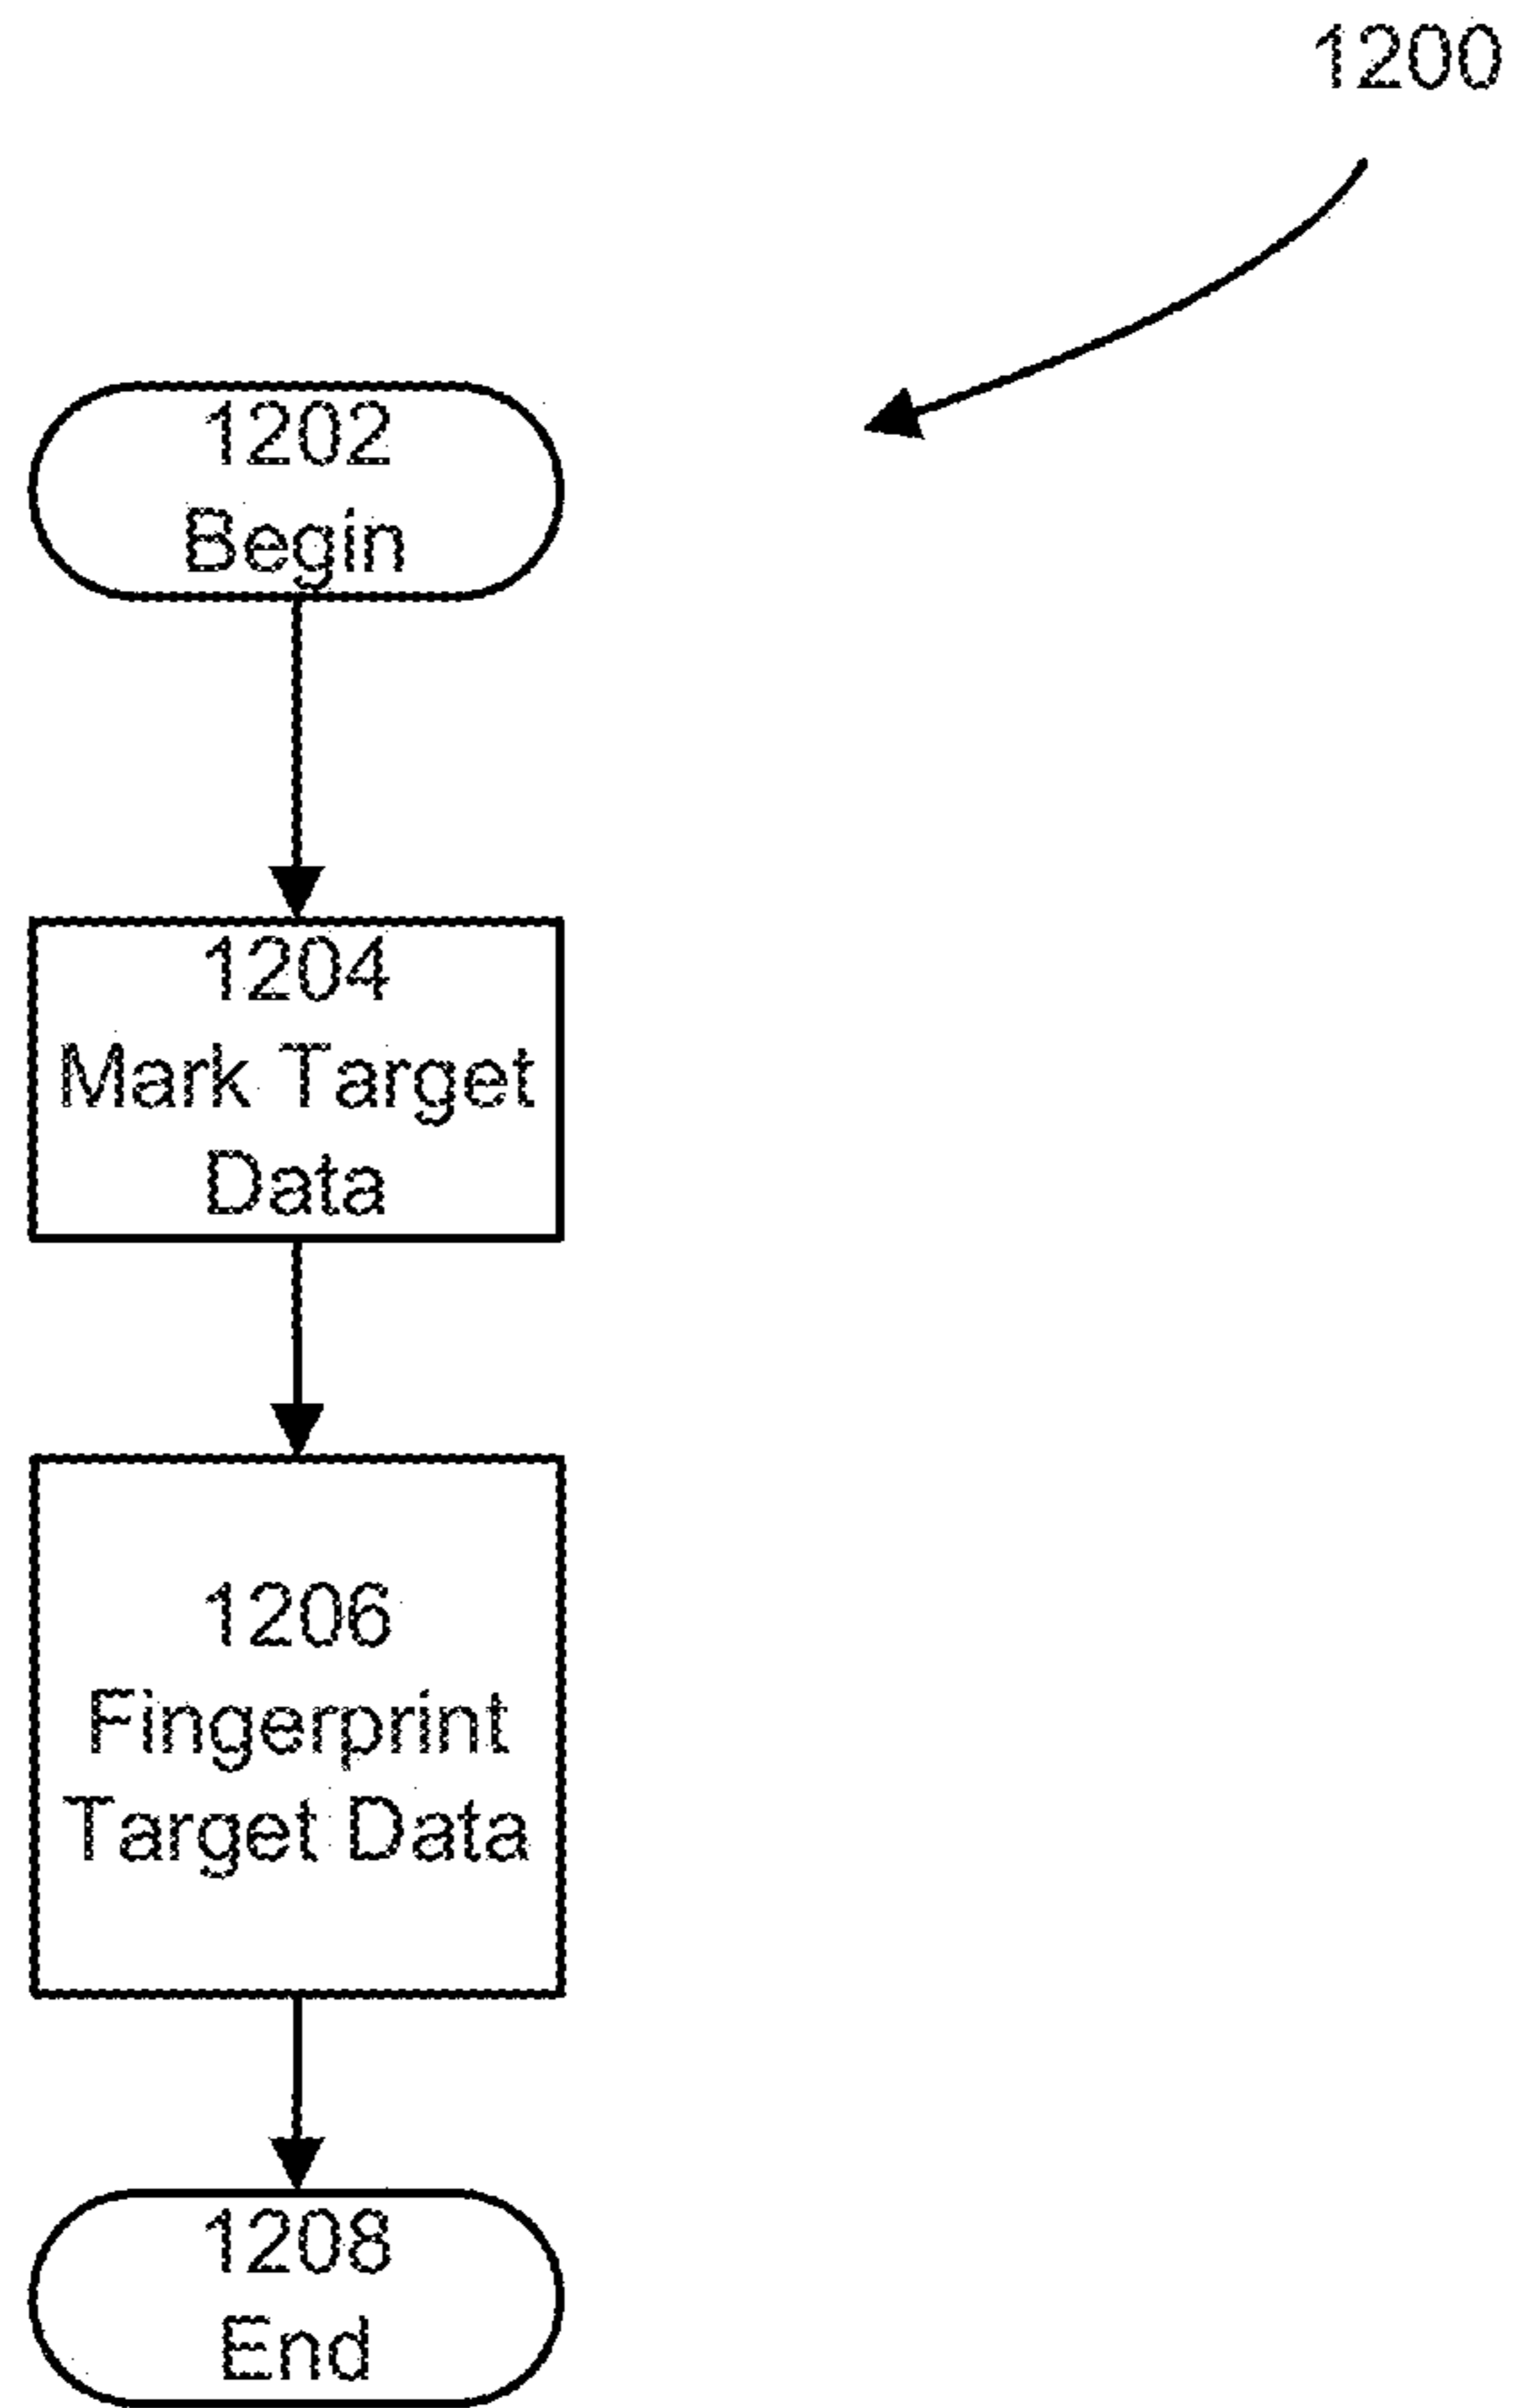 1200
1202
Begin
1204
Mark Target
Data
1206
Fingerprint
Target Data
1208
End